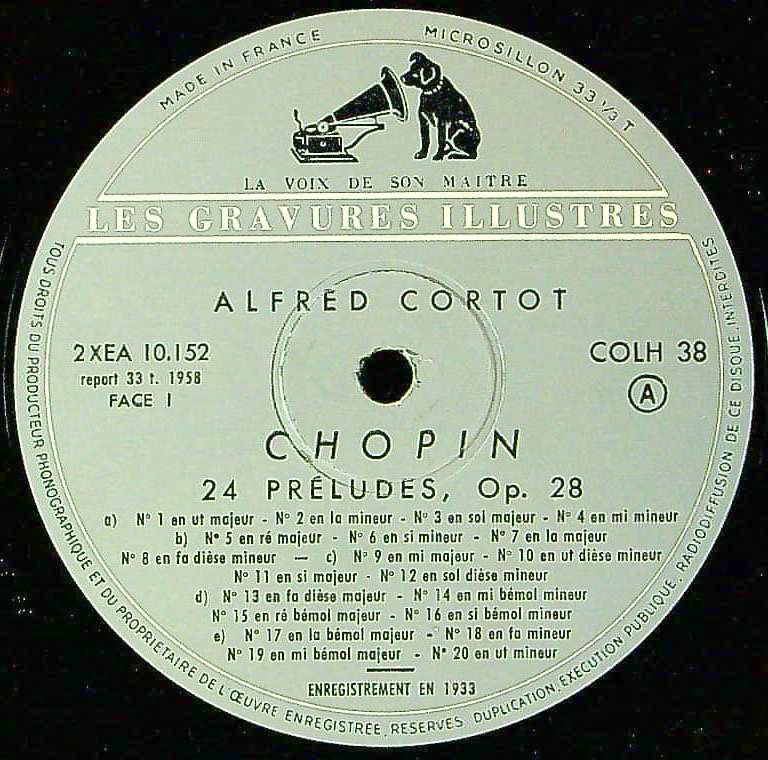 MADE IN FRANCE
MICROSILLON 33 1/3 T
LA VOIX DE SON MAITRE
LES GRAVURES ILLUSTRES
ALFRED CORTOT
2XEA 10.152
report 33 t. 1958
FACE I
COLH 38
A
CHOPIN
24 PRÉLUDES, Op. 28
a) N° 1 en ut majeur - N° 2 en la mineur - N° 3 en sol majeur - N° 4 en mi mineur
b) N° 5 en ré majeur - N° 6 en si mineur - N° 7 en la majeur
N° 8 en fa dièse mineur — c) N° 9 en mi majeur - N° 10 en ut dièse mineur
N° 11 en si majeur - N° 12 en sol dièse mineur
d) N° 13 en fa dièse majeur - N° 14 en mi bémol mineur
N° 15 en ré bémol majeur - N° 16 en si bémol mineur
e) N° 17 en la bémol majeur - N° 18 en fa mineur
N° 19 en mi bémol majeur - N° 20 en ut mineur
ENREGISTREMENT EN 1933
TOUS DROITS DU PRODUCTEUR PHONOGRAPHIQUE ET DU PROPRIETAIRE DE L'ŒUVRE ENREGISTRÉE, RESERVES DUPLICATION, EXECUTION PUBLIQUE, RADIODIFFUSION DE CE DISQUE INTERDITES